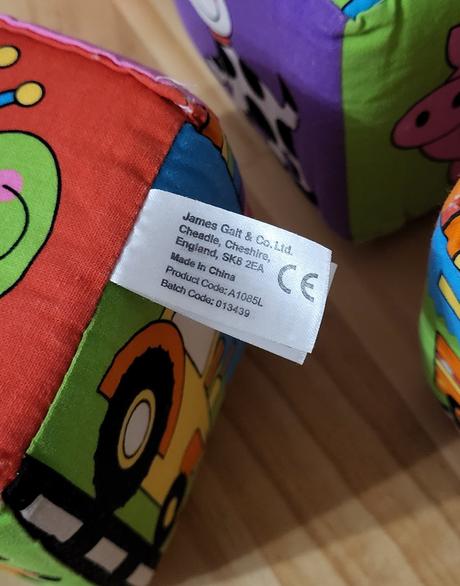 James Galt & Co. Ltd.
Cheadle, Cheshire,
England, SK8 2EA
Made in China
Product Code: A1085L
Batch Code: 013439
CE